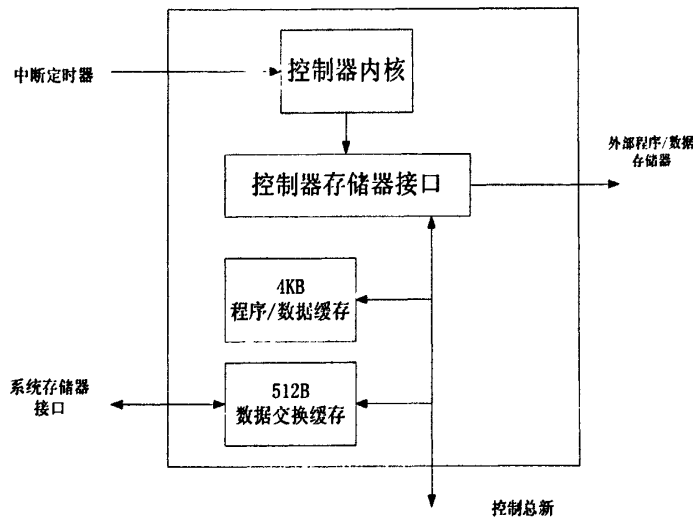 控制器内核
中断定时器
外部程序/数据
存储器
控制器存储器接口
4KB
程序/数据缓存
系统存储器
接口
512B
数据交换缓存
控制总新